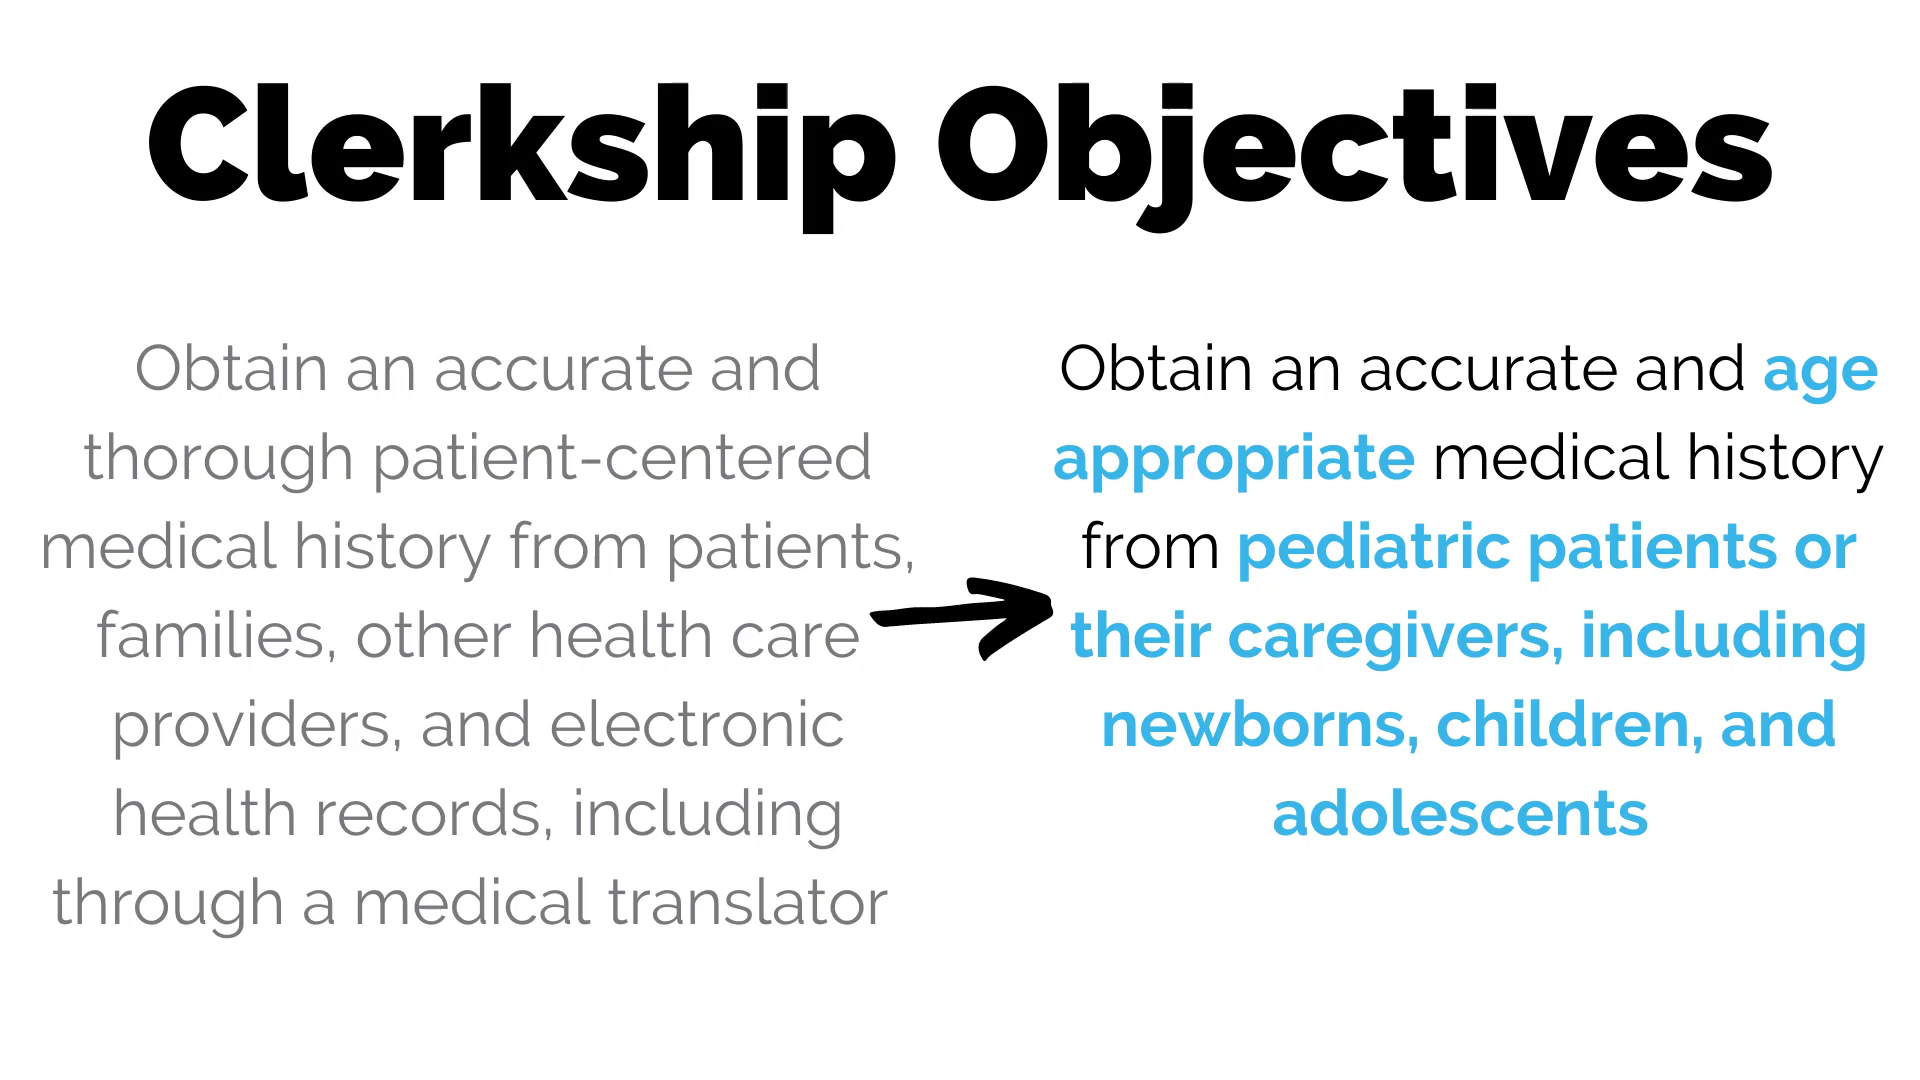 Clerkship Objectives
Obtain an accurate and
thorough patient-centered
medical history from patients,
families, other health care
providers, and electronic
health records, including
through a medical translator
Obtain an accurate and age
appropriate medical history
from pediatric patients or
their caregivers, including
newborns, children, and
adolescents